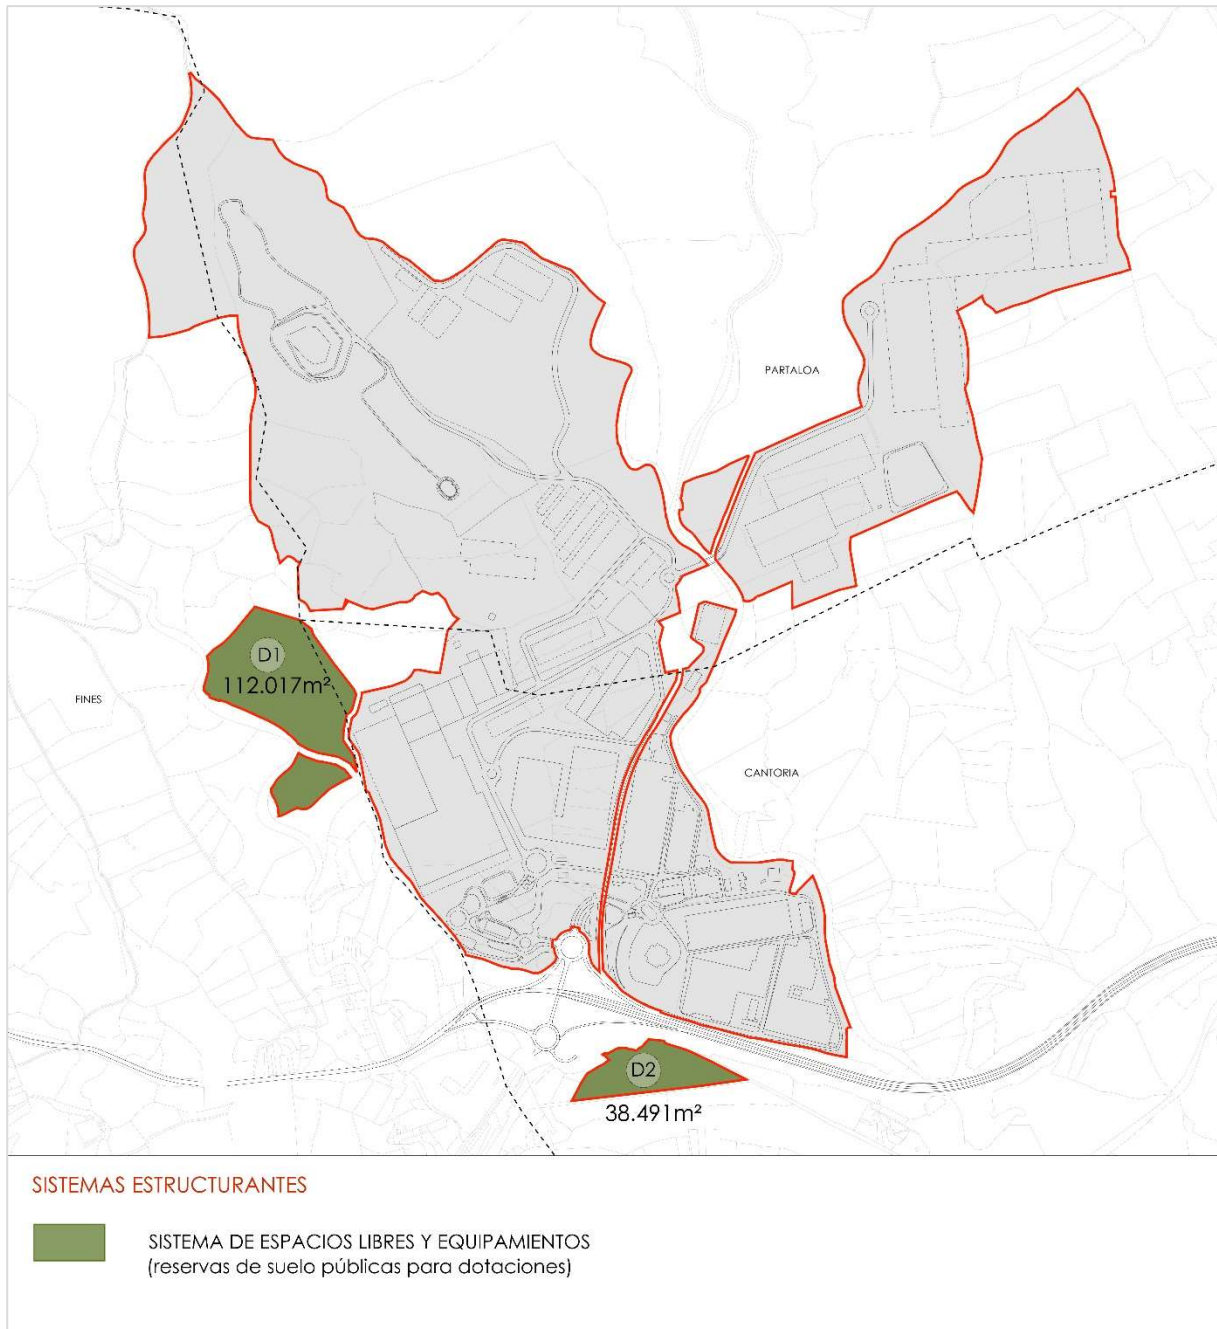 PARTALOA
D1
112.017m²
FINES
CANTORIA
D2
38.491m²
SISTEMAS ESTRUCTURANTES
SISTEMA DE ESPACIOS LIBRES Y EQUIPAMIENTOS
(reservas de suelo públicas para dotaciones)